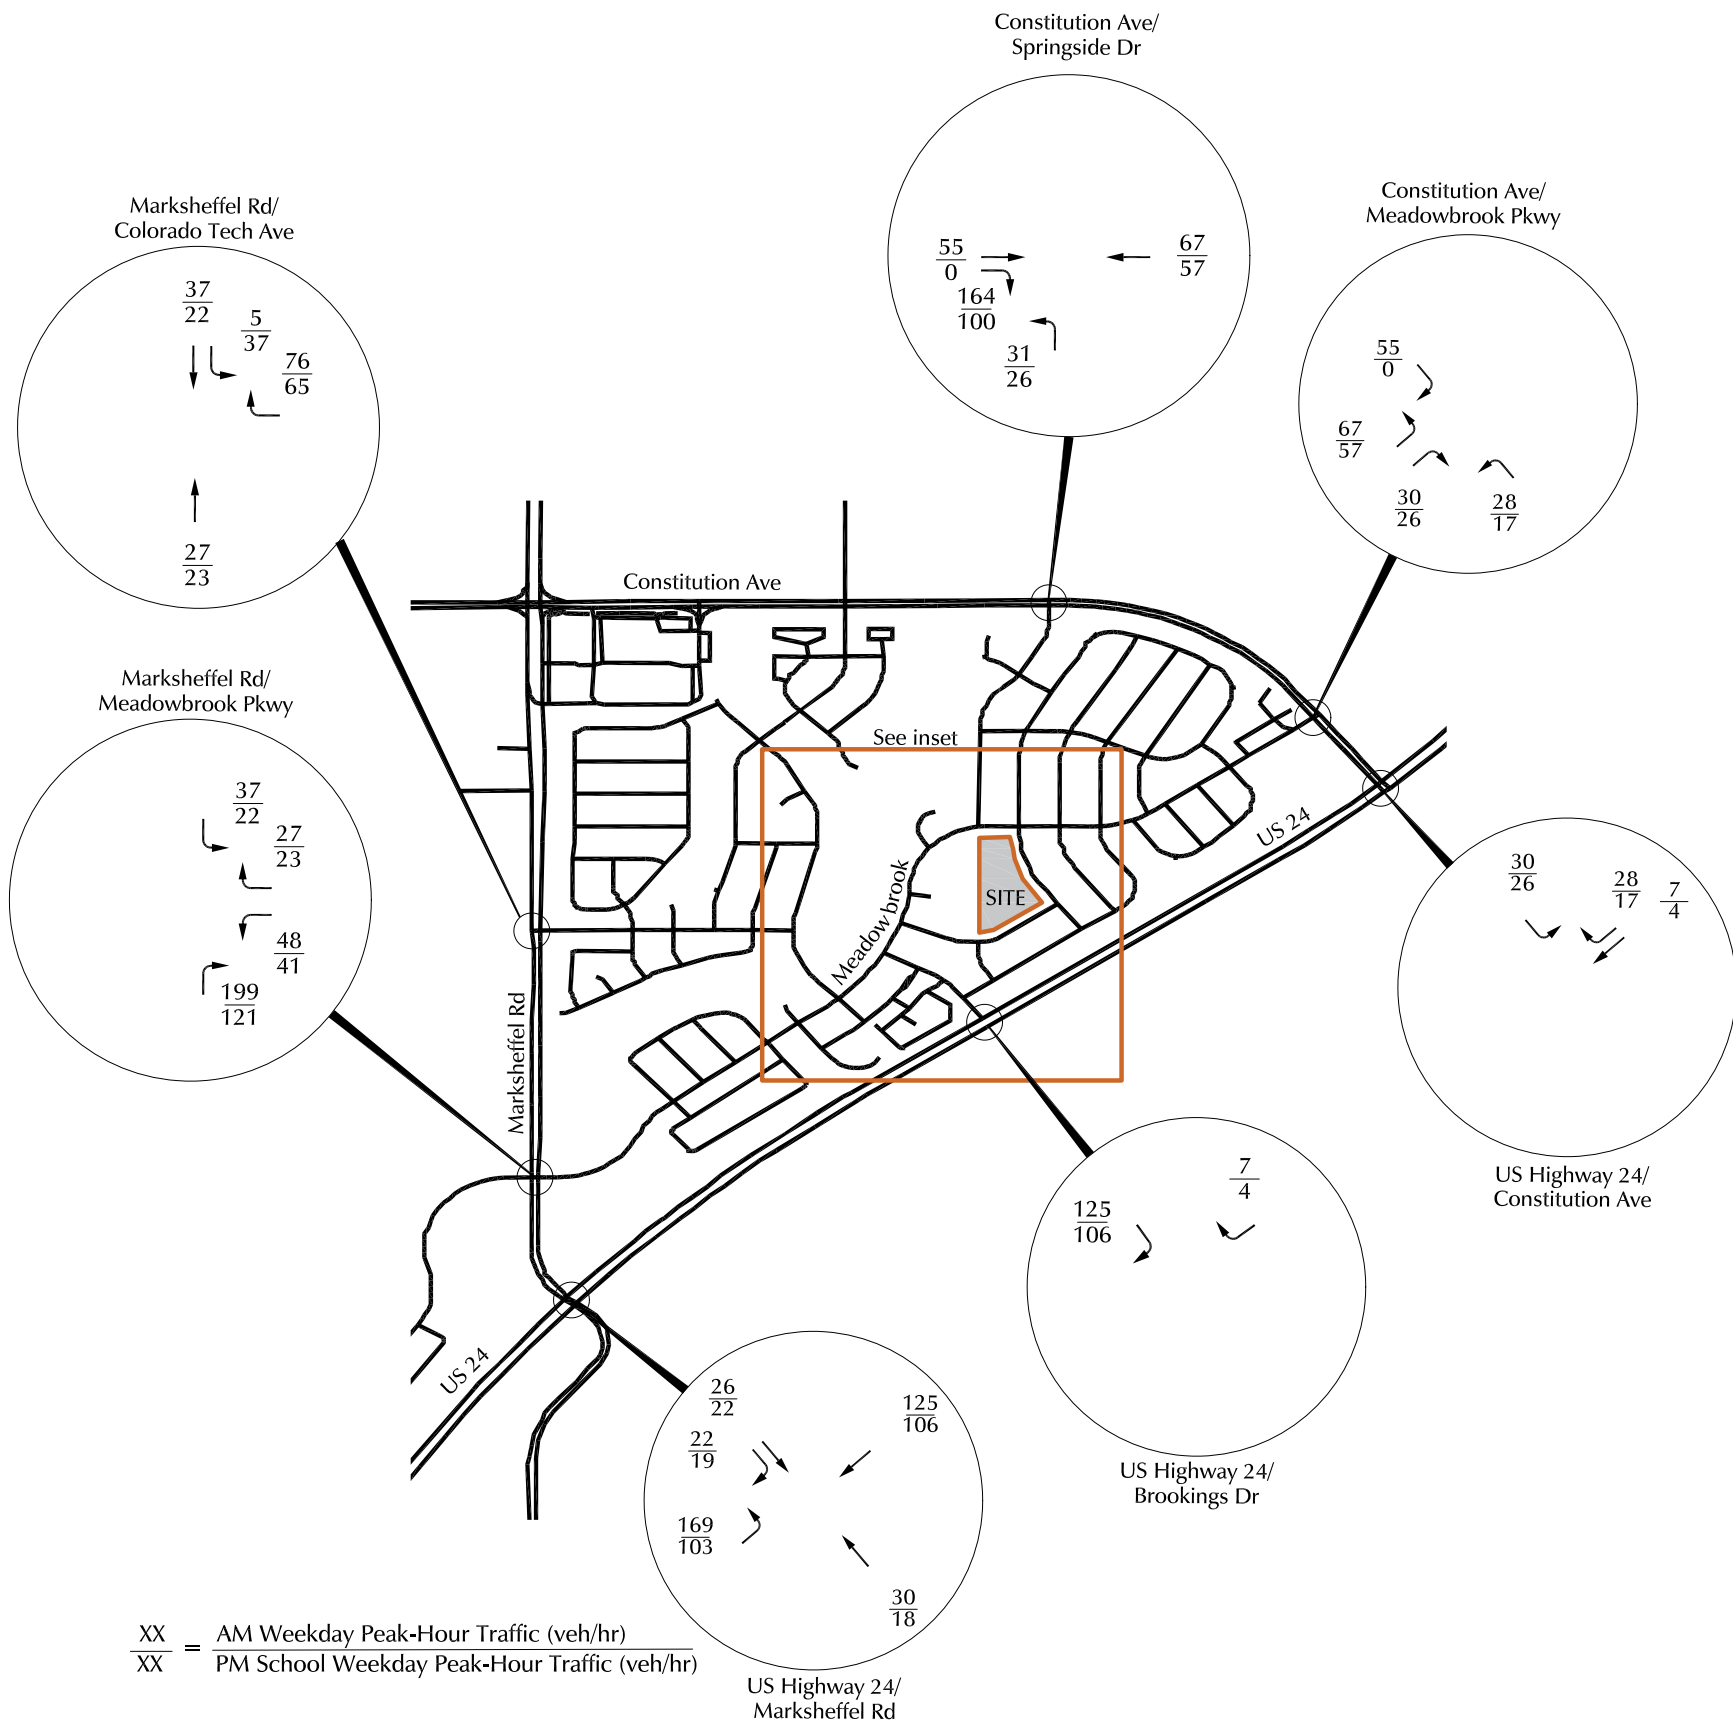 Constitution Ave/
Springside Dr
55
0
164
100
31
26
67
57
Constitution Ave/
Meadowbrook Pkwy
55
0
67
57
30
26
28
17
Marksheffel Rd/
Colorado Tech Ave
37
22
5
37
76
65
27
23
Constitution Ave
See inset
Marksheffel Rd/
Meadowbrook Pkwy
37
22
27
23
48
41
199
121
Marksheffel Rd
Meadow brook
SITE
US 24
30
26
28
17
7
4
US Highway 24/
Constitution Ave
125
106
7
4
US Highway 24/
Brookings Dr
US 24
26
22
22
19
169
103
125
106
30
18
US Highway 24/
Marksheffel Rd
XX
XX
=
AM Weekday Peak-Hour Traffic (veh/hr)
PM School Weekday Peak-Hour Traffic (veh/hr)